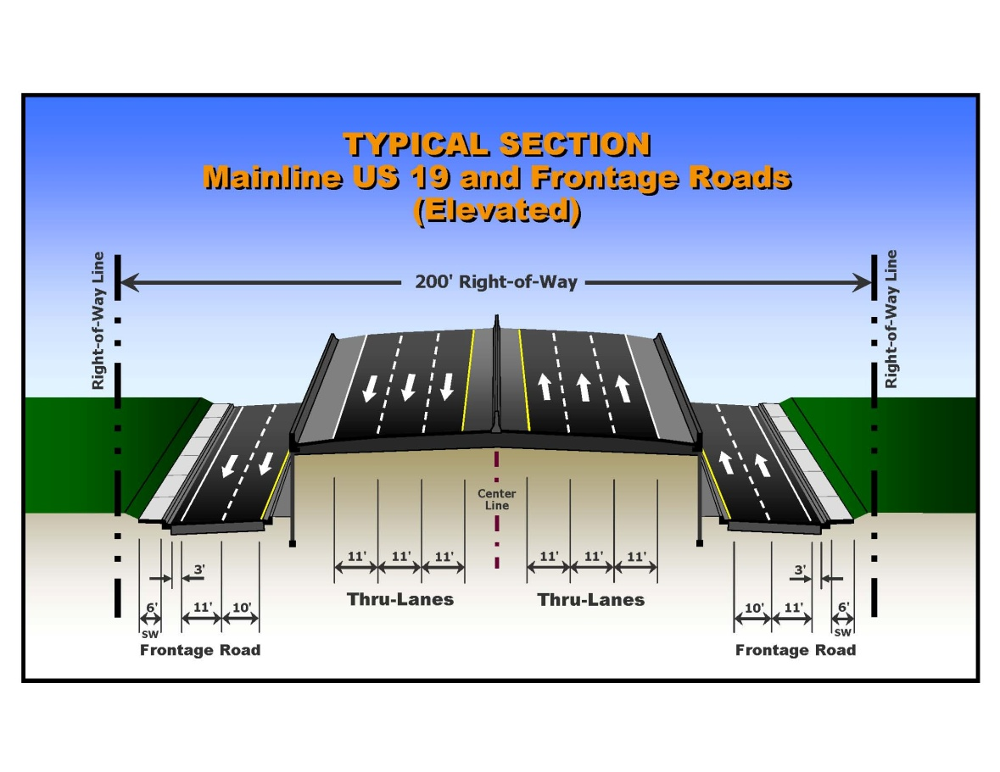 TYPICAL SECTION
Mainline US 19 and Frontage Roads
(Elevated)
Right-of-Way Line
200' Right-of-Way
Right-of-Way Line
Center
Line
11' 11' 11'
11' 11' 11'
Thru-Lanes
Thru-Lanes
3'
6' 11' 10'
SW
Frontage Road
3'
10' 11' 6'
SW
Frontage Road